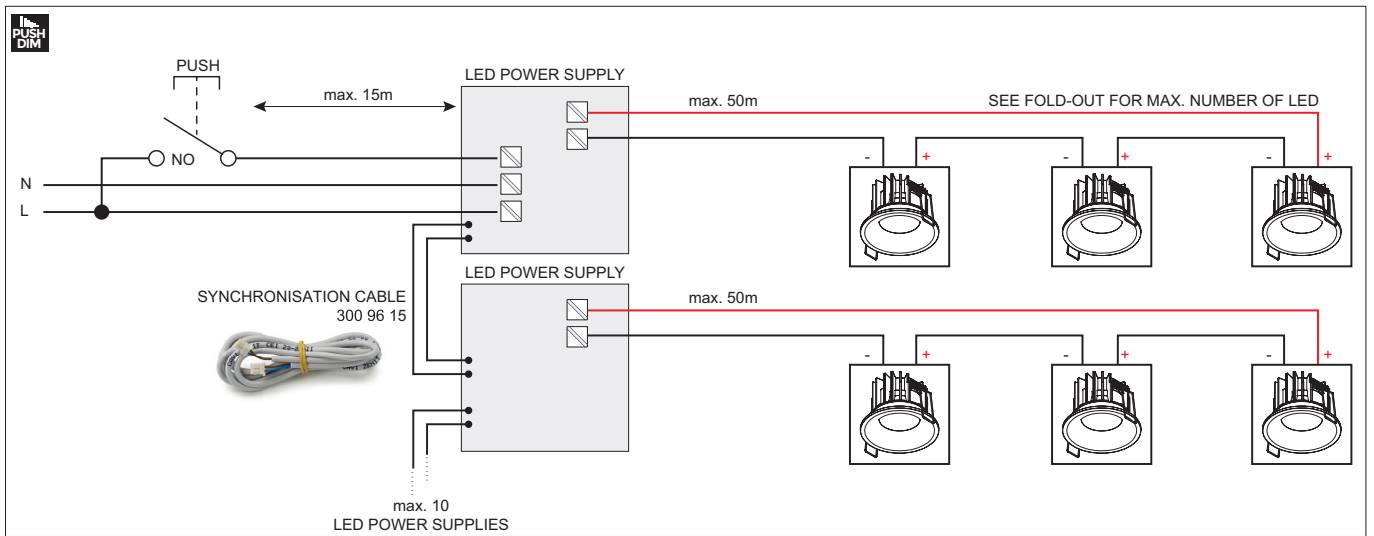 PUSH
DIM
PUSH
max. 15m
LED POWER SUPPLY
max. 50m
SEE FOLD-OUT FOR MAX. NUMBER OF LED
NO
- + - + - +
N
L
LED POWER SUPPLY
SYNCHRONISATION CABLE
300 96 15
max. 50m
- + - + - +
max. 10
LED POWER SUPPLIES